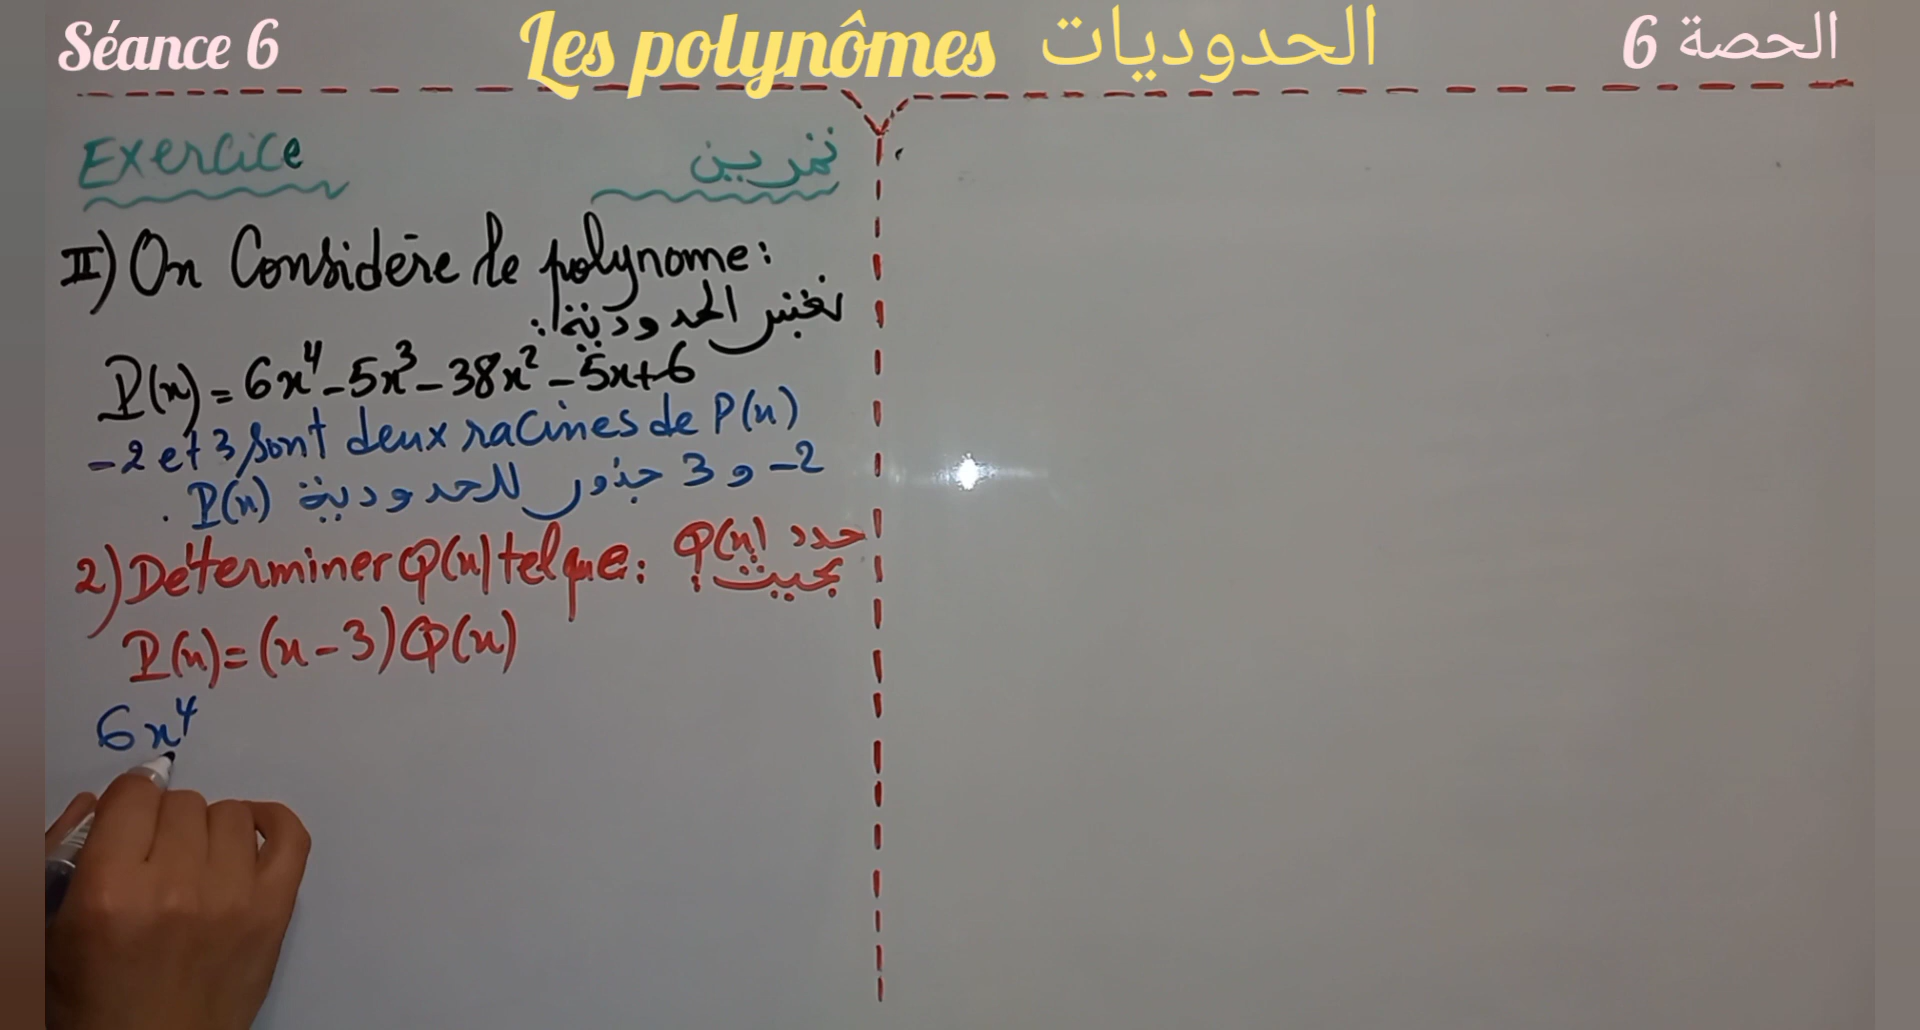 Séance 6 Les polynômes الحدوديات الحصة 6
Exercice تمرين
II) On Considère le polynome:
نعتبر الحدودية:
P(x) = 6x⁴ - 5x³ - 38x² - 5x + 6
-2 et 3 sont deux racines de P(x)
-2 و 3 جذور للحدودية P(x) .
2) Déterminer Q(x) tel que: حدد Q(x)
بحيث:
P(x) = (x - 3) Q(x)
6x⁴